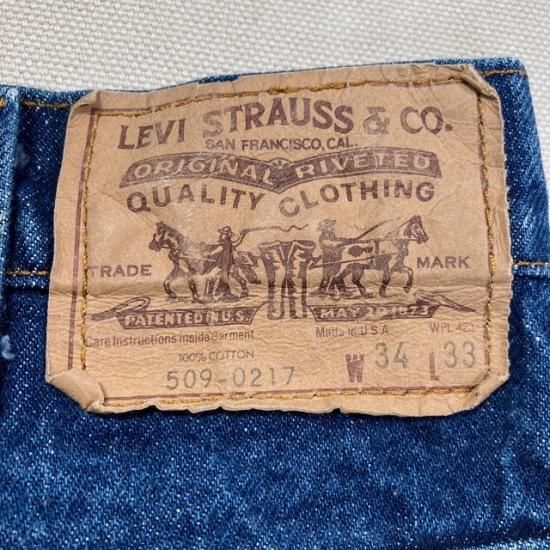 LEVI STRAUSS & CO.
SAN FRANCISCO, CAL.
ORIGINAL RIVETED
QUALITY CLOTHING
TRADE MARK
PATENTED IN U.S. MAY 20 1873
Care Instructions Inside Garment Made in U S A WPL 423
100% COTTON
509-0217 W 34 L 33